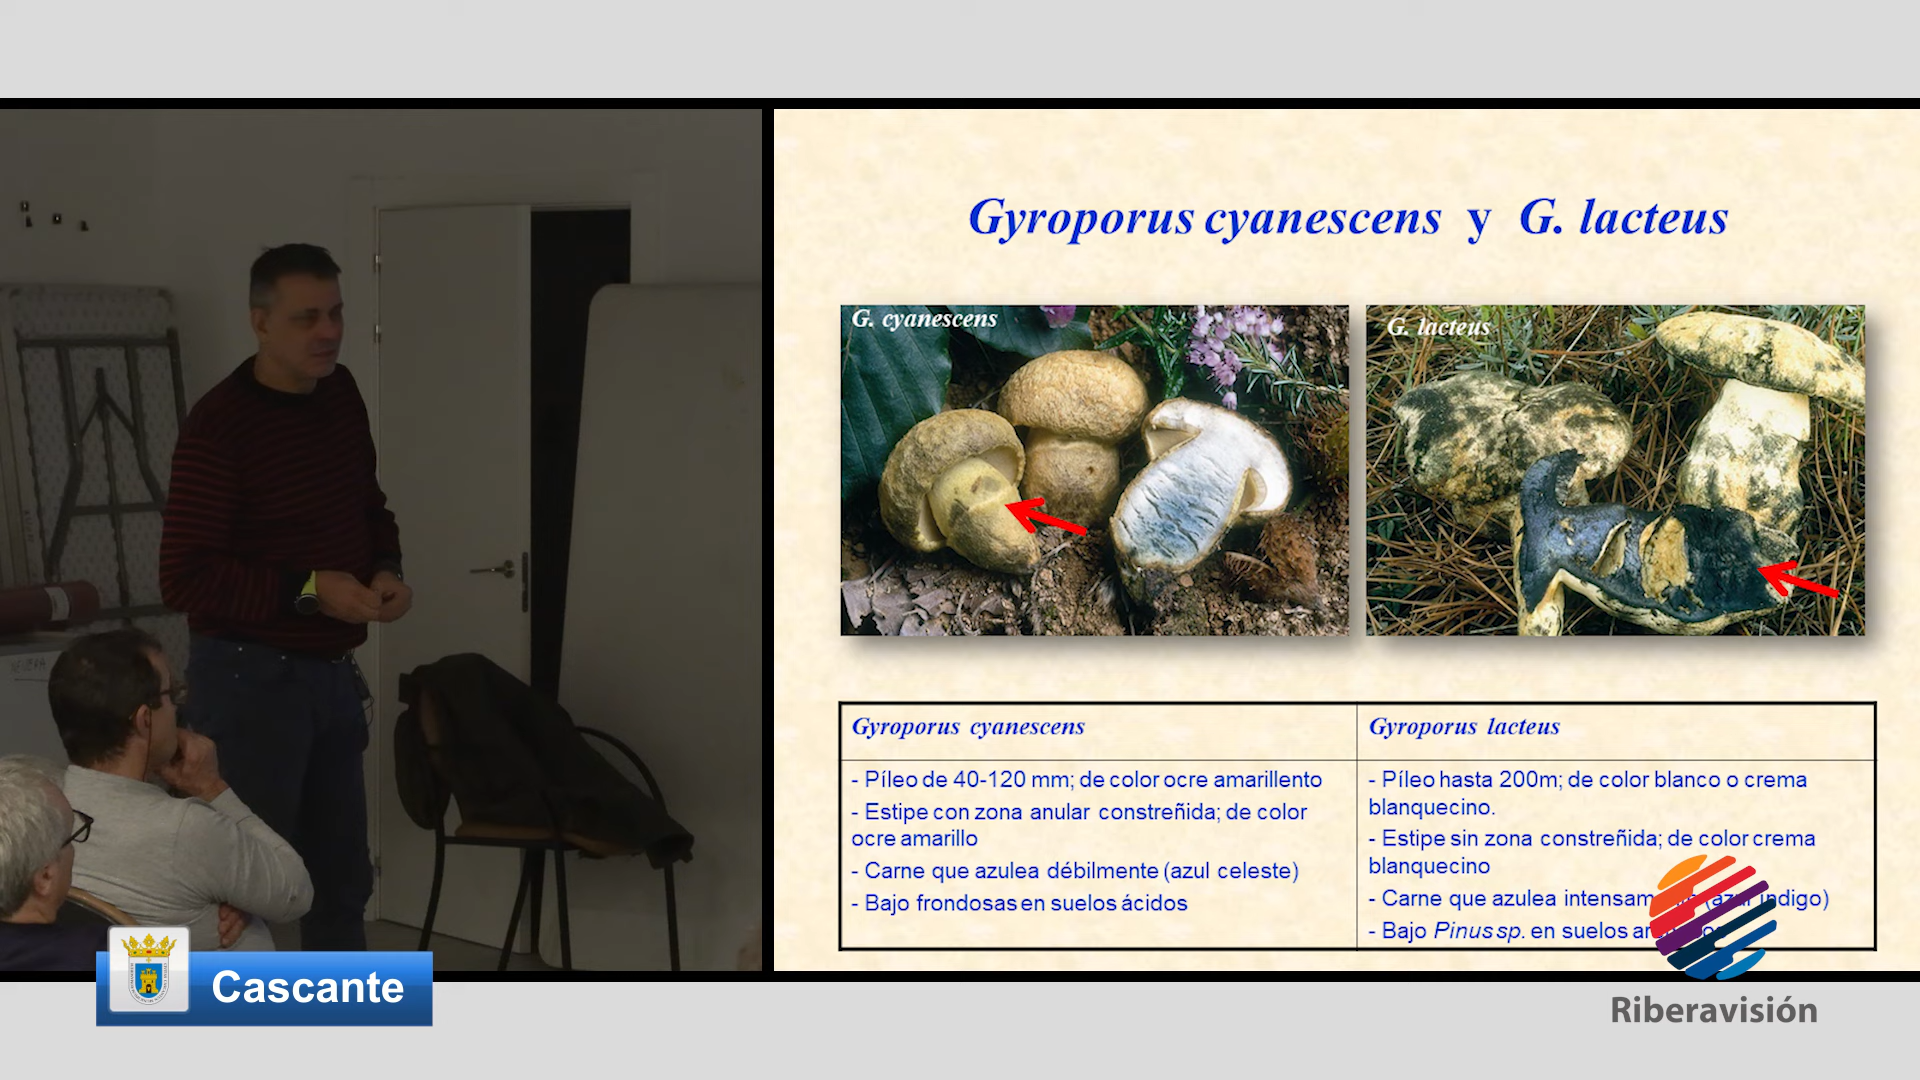 Gyroporus cyanescens y G. lacteus
G. cyanescens
G. lacteus
Gyroporus cyanescens
- Píleo de 40-120 mm; de color ocre amarillento
- Estipe con zona anular constreñida; de color
ocre amarillo
- Carne que azulea débilmente (azul celeste)
- Bajo frondosas en suelos ácidos
Gyroporus lacteus
- Píleo hasta 200m; de color blanco o crema
blanquecino.
- Estipe sin zona constreñida; de color crema
blanquecino
- Carne que azulea (azul índigo)
- Bajo Pinus sp. en suelos
Cascante
Riberavisión